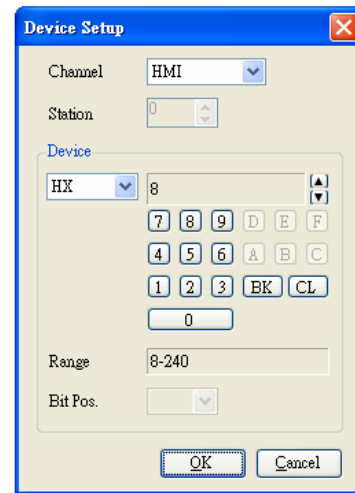 Device Setup
Channel HMI
Station 0
Device
HX 8
7 8 9 D E F
4 5 6 A B C
1 2 3 BK CL
0
Range 8-240
Bit Pos.
OK Cancel